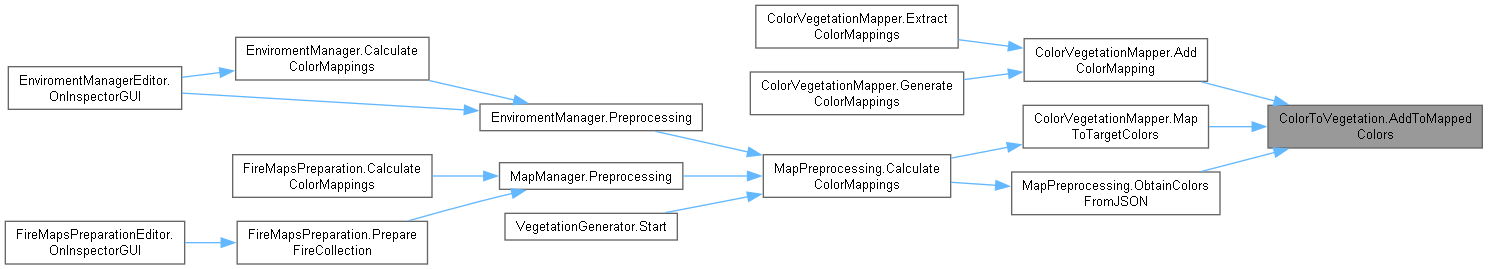 ColorVegetationMapper.Extract
ColorMappings
EnviromentManager.Calculate
ColorMappings
ColorVegetationMapper.Add
ColorMapping
EnviromentManagerEditor.
OnInspectorGUI
ColorVegetationMapper.Generate
ColorMappings
EnviromentManager.Preprocessing
ColorVegetationMapper.Map
ToTargetColors
ColorToVegetation.AddToMapped
Colors
FireMapsPreparation.Calculate
ColorMappings
MapManager.Preprocessing
MapPreprocessing.Calculate
ColorMappings
MapPreprocessing.ObtainColors
FromJSON
VegetationGenerator.Start
FireMapsPreparationEditor.
OnInspectorGUI
FireMapsPreparation.Prepare
FireCollection